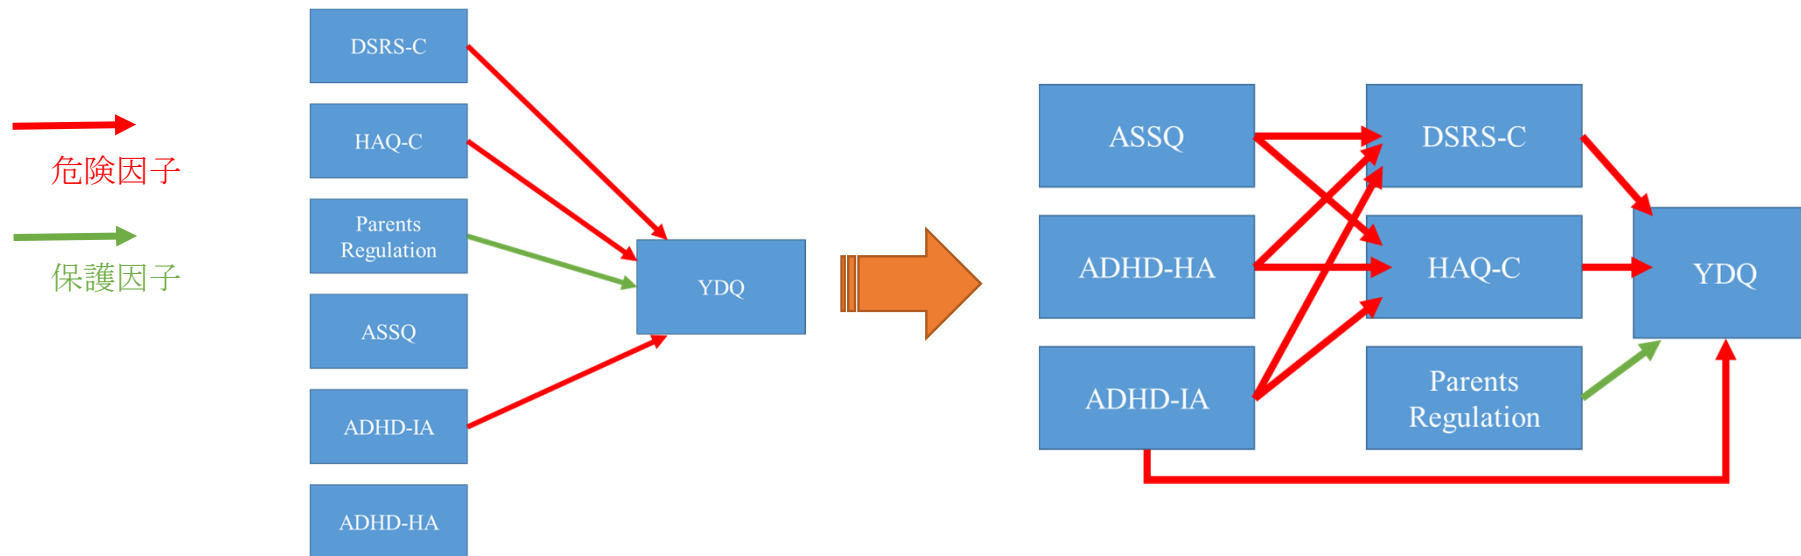 危険因子
保護因子
DSRS-C
HAQ-C
Parents
Regulation
ASSQ
ADHD-IA
ADHD-HA
YDQ
ASSQ
DSRS-C
ADHD-HA
HAQ-C
YDQ
ADHD-IA
Parents
Regulation